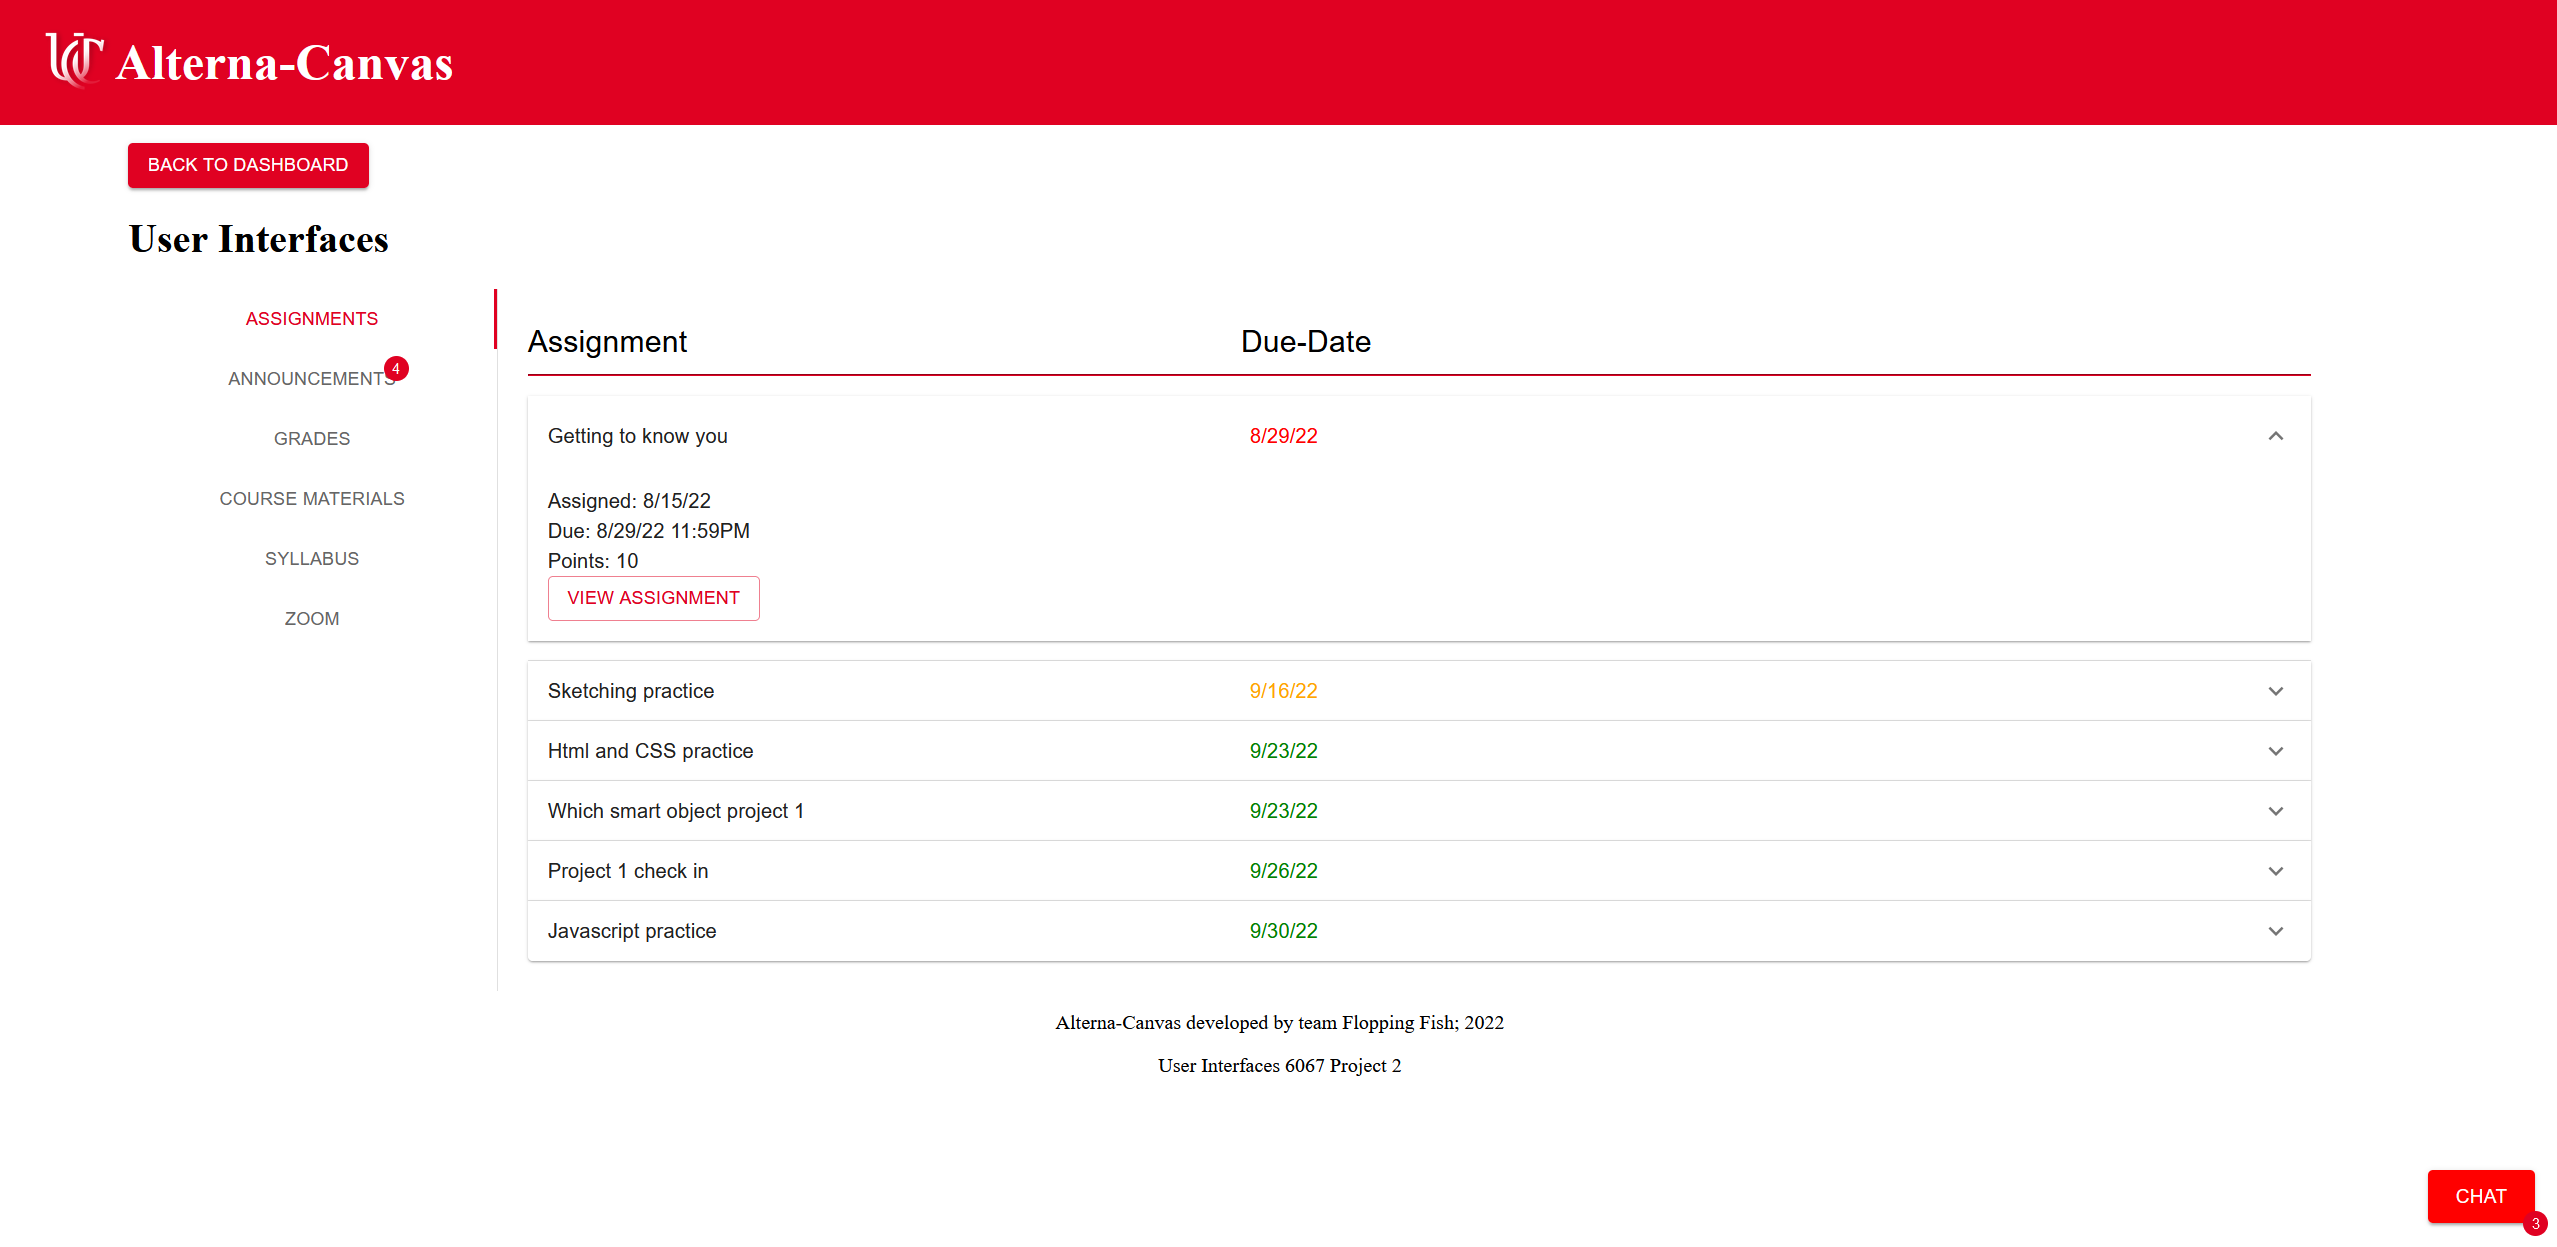 UC Alterna-Canvas
BACK TO DASHBOARD
User Interfaces
ASSIGNMENTS
ANNOUNCEMENTS 4
GRADES
COURSE MATERIALS
SYLLABUS
ZOOM
Assignment Due-Date
Getting to know you 8/29/22
Assigned: 8/15/22
Due: 8/29/22 11:59PM
Points: 10
VIEW ASSIGNMENT
Sketching practice 9/16/22
Html and CSS practice 9/23/22
Which smart object project 1 9/23/22
Project 1 check in 9/26/22
Javascript practice 9/30/22
Alterna-Canvas developed by team Flopping Fish; 2022
User Interfaces 6067 Project 2
CHAT
3